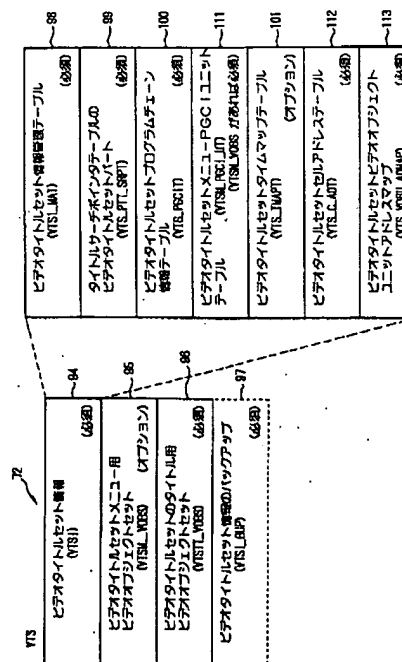 VTS
72
ビデオタイトルセット情報
(VTSI)
(必須)
94
ビデオタイトルセットメニュー用
ビデオオブジェクトセット
(VTSM_VOBS)
(オプション)
95
ビデオタイトルセットのタイトル用
ビデオオブジェクトセット
(VTSTT_VOBS)
(必須)
96
ビデオタイトルセット情報のバックアップ
(VTSI_BUP)
(必須)
97
ビデオタイトルセット情報管理テーブル
(VTSI_MAT)
(必須)
98
タイトルサーチポインタテーブルの
ビデオタイトルセットパート
(VTS_PTT_SRPT)
(必須)
99
ビデオタイトルセットプログラムチェーン
情報テーブル
(VTS_PGCIT)
(必須)
100
ビデオタイトルセットメニューPGCIユニット
テーブル
(VTSM_PGCI_UT)
(VTSM_VOBS があれば必須)
111
ビデオタイトルセットタイムマップテーブル
(VTS_TMAPT)
(オプション)
101
ビデオタイトルセットセルアドレステーブル
(VTS_C_ADT)
(必須)
112
ビデオタイトルセットビデオオブジェクト
ユニットアドレスマップ
(必須)
113